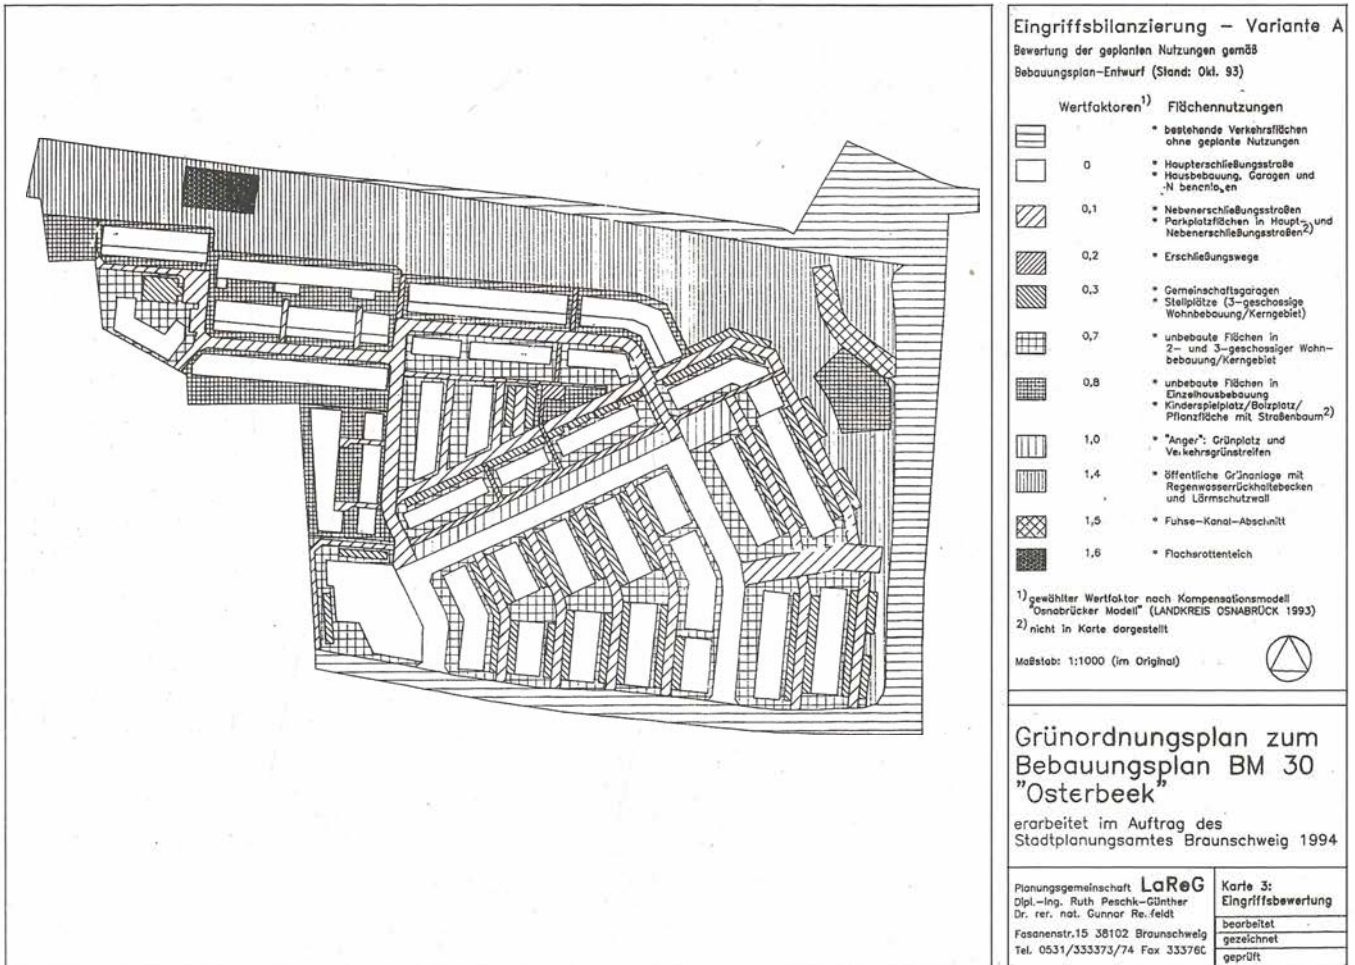 Eingriffsbilanzierung – Variante A
Bewertung der geplanten Nutzungen gemäß
Bebauungsplan-Entwurf (Stand: Okt. 93)
Wertfaktoren1) Flächennutzungen
* bestehende Verkehrsflächen
ohne geplante Nutzungen
0 * Haupterschließungsstraße
* Hausbebauung, Garagen und
0,1 * Nebenerschließungsstraßen
* Parkplatzflächen in Haupt- und
Nebenerschließungsstraßen2)
0,2 * Erschließungswege
0,3 * Gemeinschaftsgaragen
* Stellplätze (3-geschossige
Wohnbebauung/Kerngebiet)
0,7 * unbebaute Flächen in
2- und 3-geschossiger Wohn-
bebauung/Kerngebiet
0,8 * unbebaute Flächen in
Einzelhausbebauung
* Kinderspielplatz/Bolzplatz/
Pflanzfläche mit Straßenbaum2)
1,0 * "Anger": Grünplatz und
Verkehrsgrünstreifen
1,4 * öffentliche Grünanlage mit
Regenwasserrückhaltebecken
und Lärmschutzwall
1,5 * Fuhse-Kanal-Abschnitt
1,6 * Flachsrottenteich
1) gewählter Wertfaktor nach Kompensationsmodell
"Osnabrücker Modell" (LANDKREIS OSNABRÜCK 1993)
2) nicht in Karte dargestellt
Maßstab: 1:1000 (im Original)
Grünordnungsplan zum
Bebauungsplan BM 30
"Osterbeek"
erarbeitet im Auftrag des
Stadtplanungsamtes Braunschweig 1994
Planungsgemeinschaft LaReG
Dipl.-Ing. Ruth Peschk-Günther
Dr. rer. nat. Gunnar
Fasanenstr.15 38102 Braunschweig
Tel. 0531/333373/74 Fax
Karte 3:
Eingriffsbewertung
bearbeitet
gezeichnet
geprüft